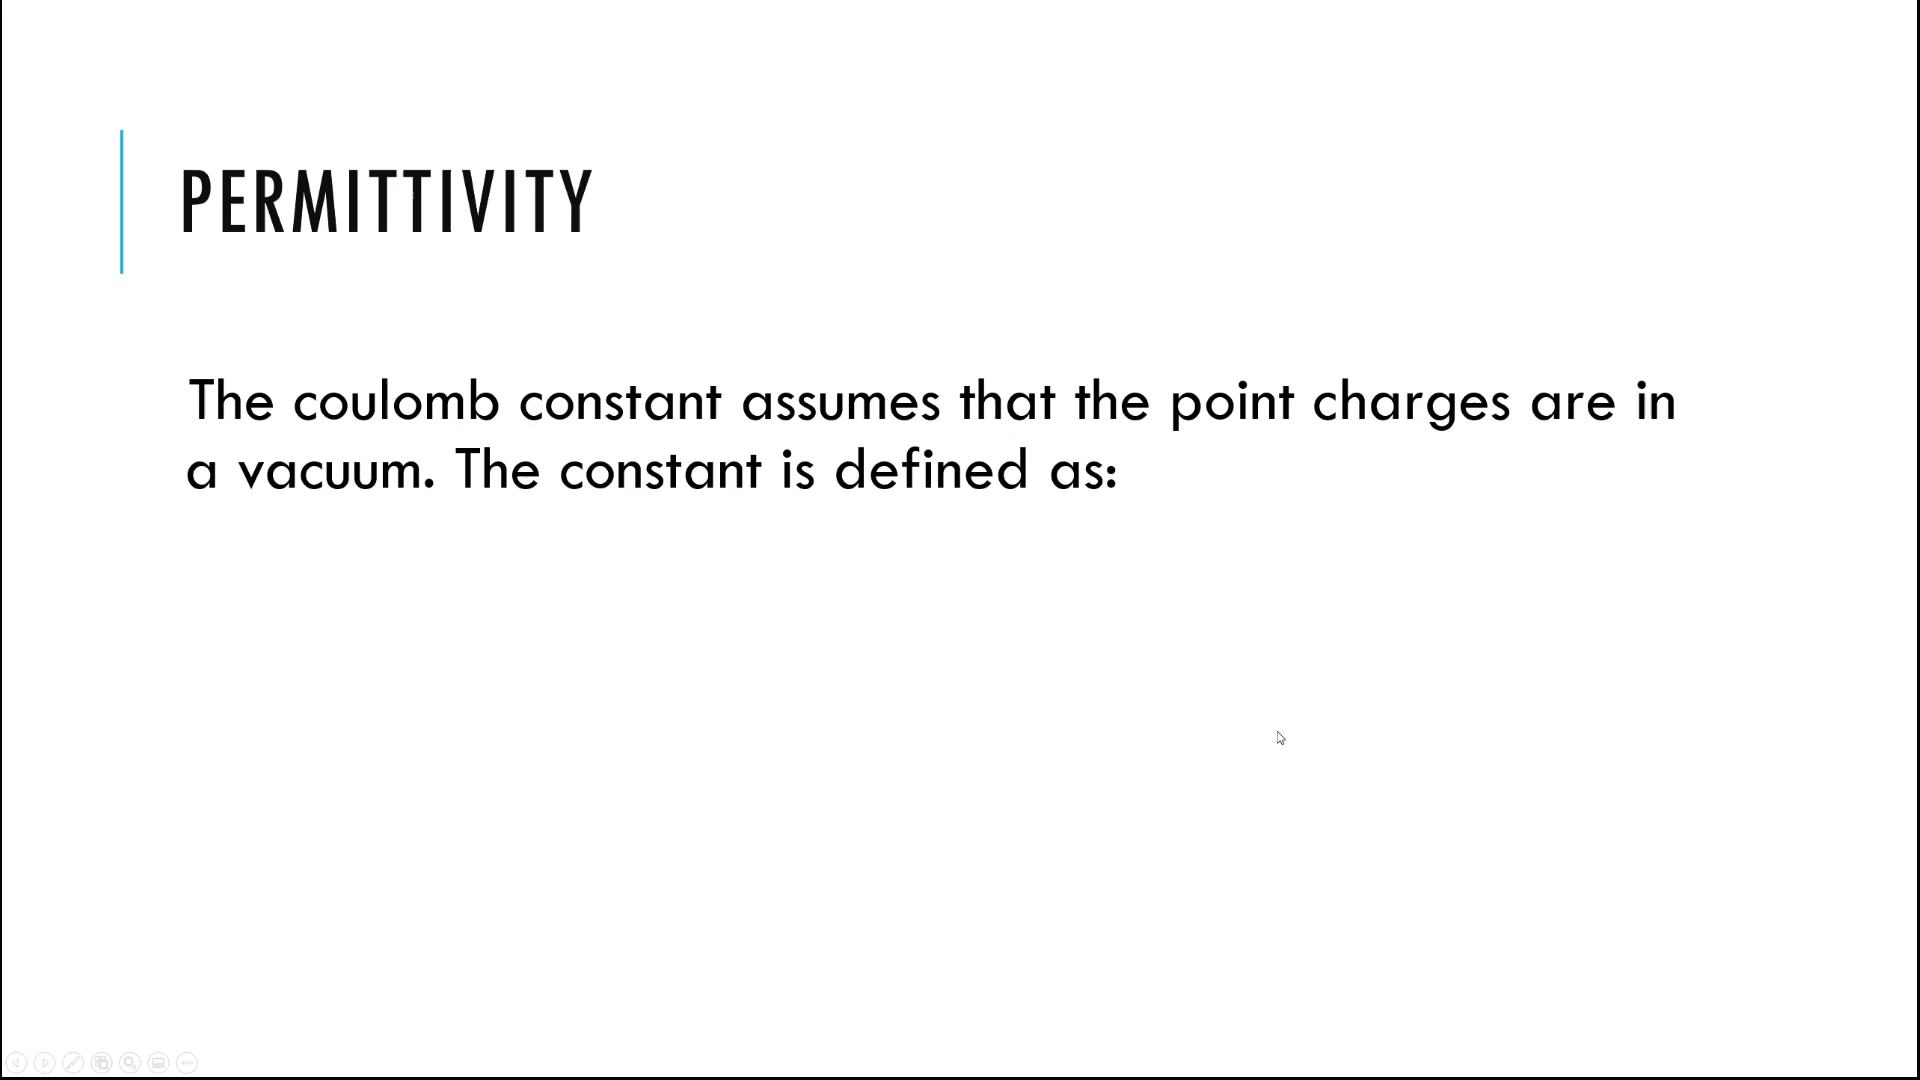 PERMITTIVITY
The coulomb constant assumes that the point charges are in
a vacuum. The constant is defined as: